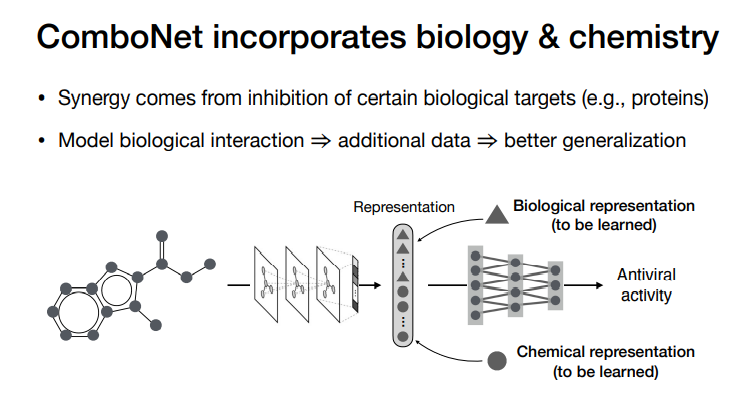 ComboNet incorporates biology & chemistry
• Synergy comes from inhibition of certain biological targets (e.g., proteins)
• Model biological interaction ⇒ additional data ⇒ better generalization
Representation
Biological representation
(to be learned)
Antiviral
activity
Chemical representation
(to be learned)